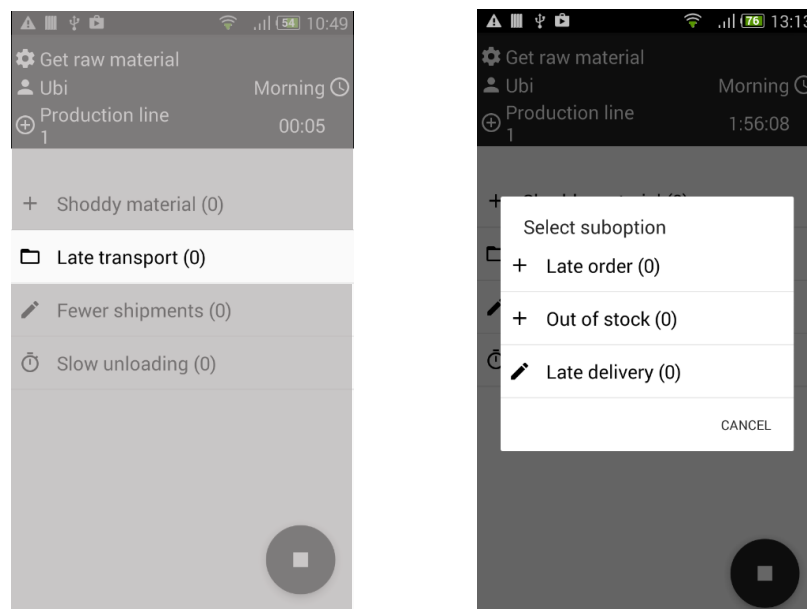 54 10:49
Get raw material
Ubi Morning
Production line
1 00:05
Shoddy material (0)
Late transport (0)
Fewer shipments (0)
Slow unloading (0)
76 13:13
Get raw material
Ubi Morning
Production line
1 1:56:08
Select suboption
Late order (0)
Out of stock (0)
Late delivery (0)
CANCEL